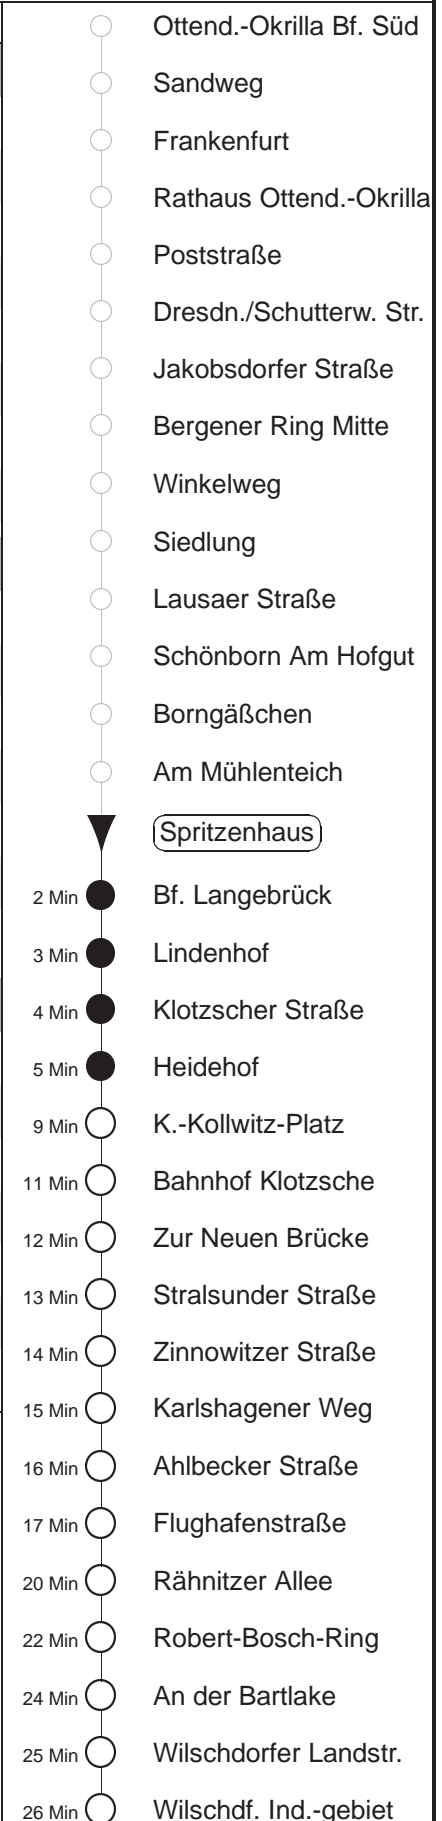 Ottend.-Okrilla Bf. Süd
Sandweg
Frankenfurt
Rathaus Ottend.-Okrilla
Poststraße
Dresdn./Schutterw. Str.
Jakobsdorfer Straße
Bergener Ring Mitte
Winkelweg
Siedlung
Lausaer Straße
Schönborn Am Hofgut
Borngäßchen
Am Mühlenteich
Spritzenhaus
2 Min Bf. Langebrück
3 Min Lindenhof
4 Min Klotzscher Straße
5 Min Heidehof
9 Min K.-Kollwitz-Platz
11 Min Bahnhof Klotzsche
12 Min Zur Neuen Brücke
13 Min Stralsunder Straße
14 Min Zinnowitzer Straße
15 Min Karlshagener Weg
16 Min Ahlbecker Straße
17 Min Flughafenstraße
20 Min Rähnitzer Allee
22 Min Robert-Bosch-Ring
24 Min An der Bartlake
25 Min Wilschdorfer Landstr.
26 Min Wilschdf. Ind.-gebiet